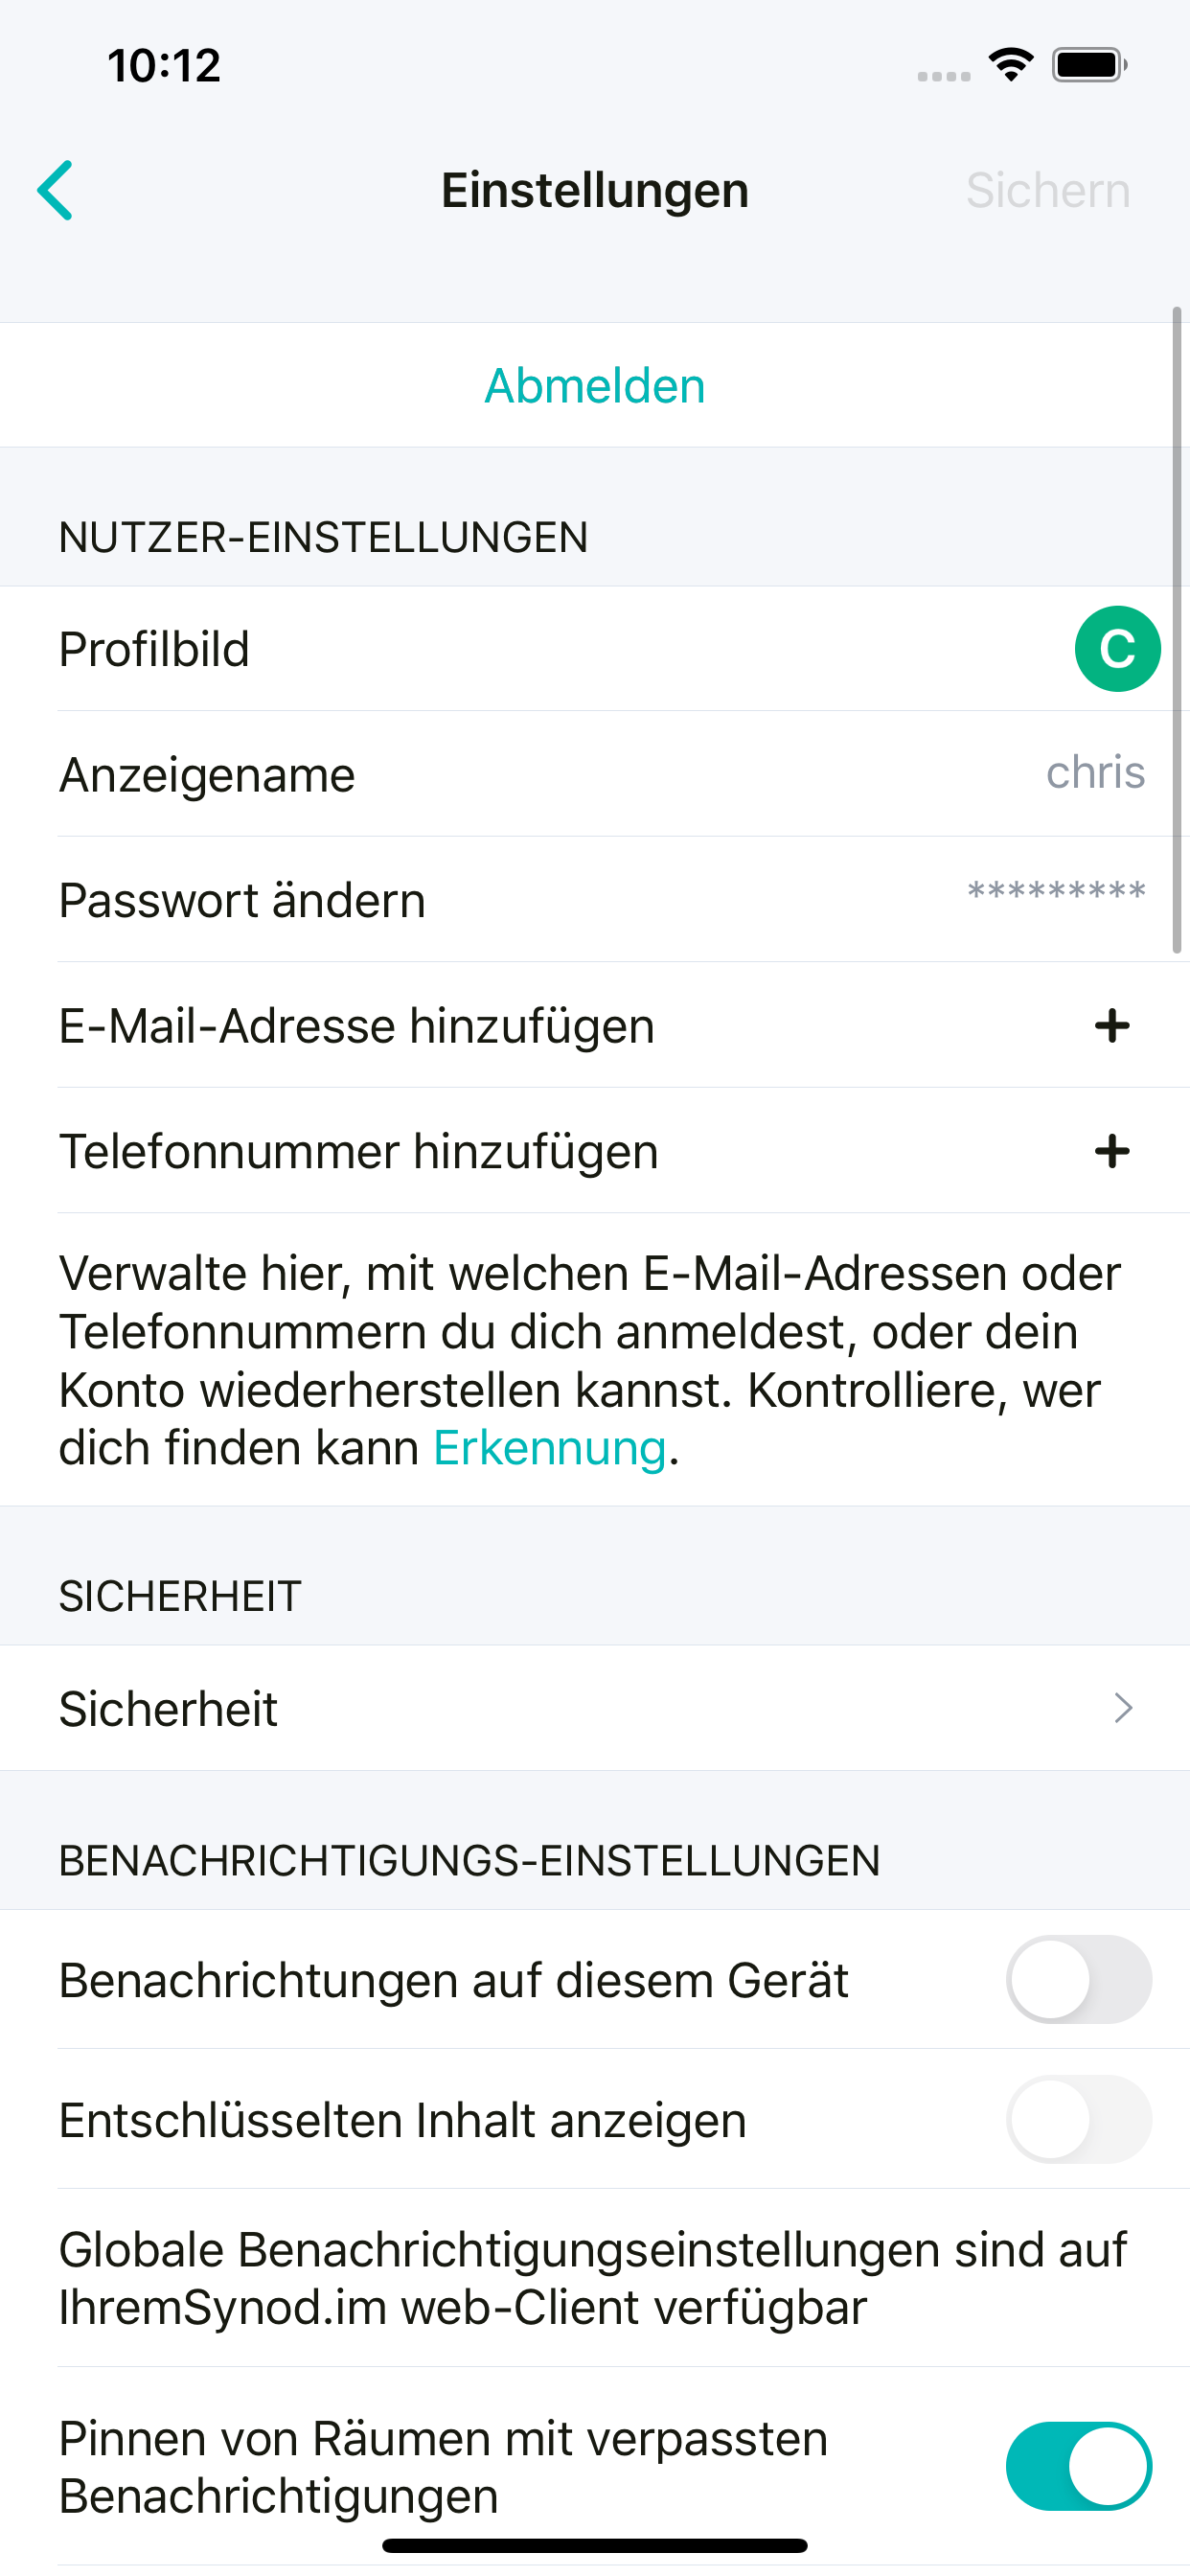 10:12
Einstellungen
Sichern
Abmelden
NUTZER-EINSTELLUNGEN
Profilbild
C
Anzeigename
chris
Passwort ändern
*********
E-Mail-Adresse hinzufügen
+
Telefonnummer hinzufügen
+
Verwalte hier, mit welchen E-Mail-Adressen oder
Telefonnummern du dich anmeldest, oder dein
Konto wiederherstellen kannst. Kontrolliere, wer
dich finden kann Erkennung.
SICHERHEIT
Sicherheit
BENACHRICHTIGUNGS-EINSTELLUNGEN
Benachrichtungen auf diesem Gerät
Entschlüsselten Inhalt anzeigen
Globale Benachrichtigungseinstellungen sind auf
IhremSynod.im web-Client verfügbar
Pinnen von Räumen mit verpassten
Benachrichtigungen